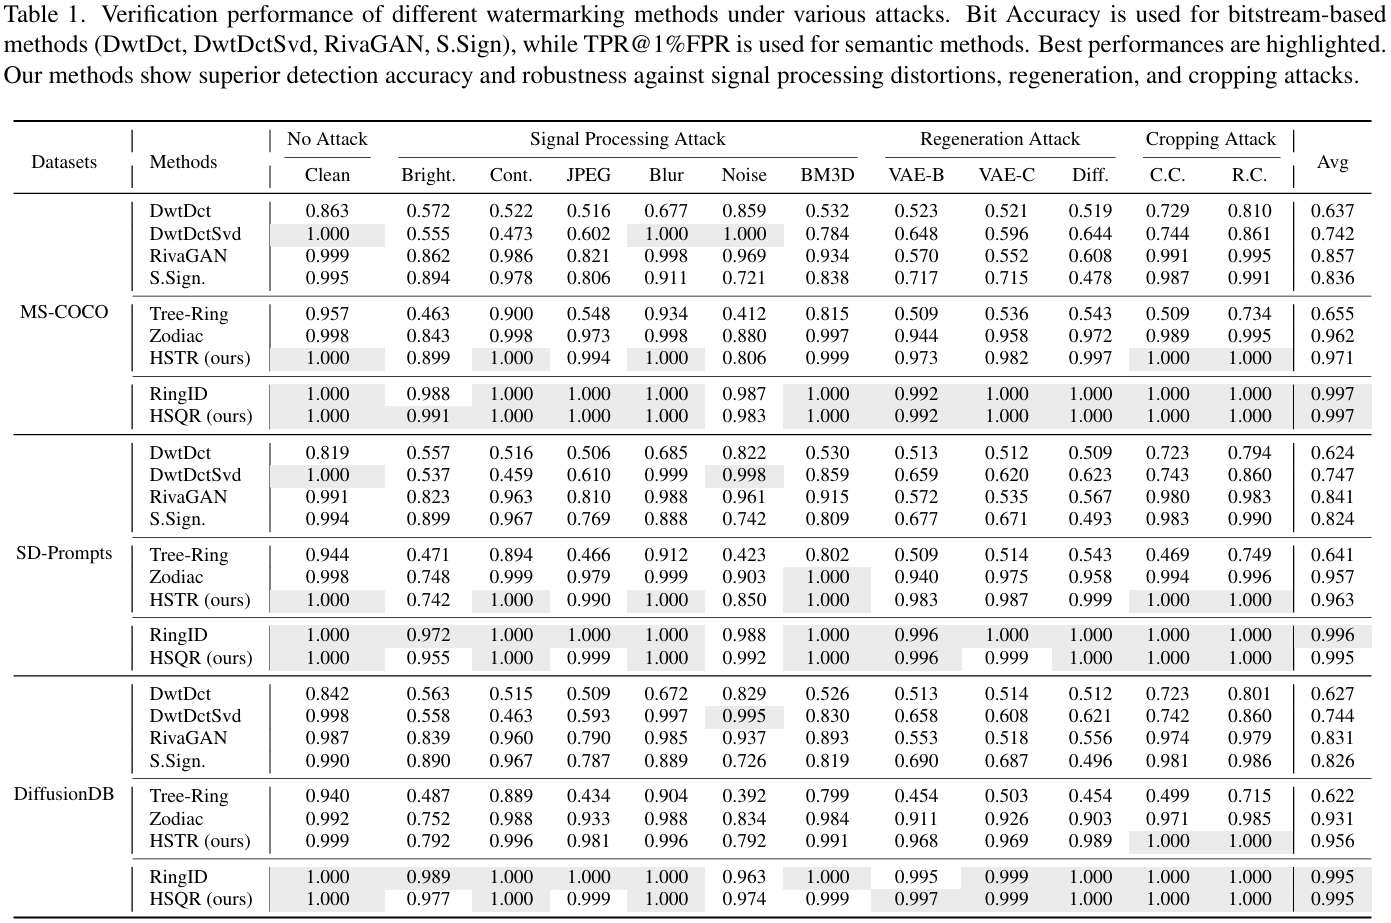 Table 1. Verification performance of different watermarking methods under various attacks. Bit Accuracy is used for bitstream-based
methods (DwtDct, DwtDctSvd, RivaGAN, S.Sign), while TPR@1%FPR is used for semantic methods. Best performances are highlighted.
Our methods show superior detection accuracy and robustness against signal processing distortions, regeneration, and cropping attacks.
Datasets Methods No Attack Signal Processing Attack Regeneration Attack Cropping Attack Avg
Clean Bright. Cont. JPEG Blur Noise BM3D VAE-B VAE-C Diff. C.C. R.C.
MS-COCO
DwtDct 0.863 0.572 0.522 0.516 0.677 0.859 0.532 0.523 0.521 0.519 0.729 0.810 0.637
DwtDctSvd 1.000 0.555 0.473 0.602 1.000 1.000 0.784 0.648 0.596 0.644 0.744 0.861 0.742
RivaGAN 0.999 0.862 0.986 0.821 0.998 0.969 0.934 0.570 0.552 0.608 0.991 0.995 0.857
S.Sign. 0.995 0.894 0.978 0.806 0.911 0.721 0.838 0.717 0.715 0.478 0.987 0.991 0.836
Tree-Ring 0.957 0.463 0.900 0.548 0.934 0.412 0.815 0.509 0.536 0.543 0.509 0.734 0.655
Zodiac 0.998 0.843 0.998 0.973 0.998 0.880 0.997 0.944 0.958 0.972 0.989 0.995 0.962
HSTR (ours) 1.000 0.899 1.000 0.994 1.000 0.806 0.999 0.973 0.982 0.997 1.000 1.000 0.971
RingID 1.000 0.988 1.000 1.000 1.000 0.987 1.000 0.992 1.000 1.000 1.000 1.000 0.997
HSQR (ours) 1.000 0.991 1.000 1.000 1.000 0.983 1.000 0.992 1.000 1.000 1.000 1.000 0.997
SD-Prompts
DwtDct 0.819 0.557 0.516 0.506 0.685 0.822 0.530 0.513 0.512 0.509 0.723 0.794 0.624
DwtDctSvd 1.000 0.537 0.459 0.610 0.999 0.998 0.859 0.659 0.620 0.623 0.743 0.860 0.747
RivaGAN 0.991 0.823 0.963 0.810 0.988 0.961 0.915 0.572 0.535 0.567 0.980 0.983 0.841
S.Sign. 0.994 0.899 0.967 0.769 0.888 0.742 0.809 0.677 0.671 0.493 0.983 0.990 0.824
Tree-Ring 0.944 0.471 0.894 0.466 0.912 0.423 0.802 0.509 0.514 0.543 0.469 0.749 0.641
Zodiac 0.998 0.748 0.999 0.979 0.999 0.903 1.000 0.940 0.975 0.958 0.994 0.996 0.957
HSTR (ours) 1.000 0.742 1.000 0.990 1.000 0.850 1.000 0.983 0.987 0.999 1.000 1.000 0.963
RingID 1.000 0.972 1.000 1.000 1.000 0.988 1.000 0.996 1.000 1.000 1.000 1.000 0.996
HSQR (ours) 1.000 0.955 1.000 0.999 1.000 0.992 1.000 0.996 0.999 1.000 1.000 1.000 0.995
DiffusionDB
DwtDct 0.842 0.563 0.515 0.509 0.672 0.829 0.526 0.513 0.514 0.512 0.723 0.801 0.627
DwtDctSvd 0.998 0.558 0.463 0.593 0.997 0.995 0.830 0.658 0.608 0.621 0.742 0.860 0.744
RivaGAN 0.987 0.839 0.960 0.790 0.985 0.937 0.893 0.553 0.518 0.556 0.974 0.979 0.831
S.Sign. 0.990 0.890 0.967 0.787 0.889 0.726 0.819 0.690 0.687 0.496 0.981 0.986 0.826
Tree-Ring 0.940 0.487 0.889 0.434 0.904 0.392 0.799 0.454 0.503 0.454 0.499 0.715 0.622
Zodiac 0.992 0.752 0.988 0.933 0.988 0.834 0.984 0.911 0.926 0.903 0.971 0.985 0.931
HSTR (ours) 0.999 0.792 0.996 0.981 0.996 0.792 0.991 0.968 0.969 0.989 1.000 1.000 0.956
RingID 1.000 0.989 1.000 1.000 1.000 0.963 1.000 0.995 0.999 1.000 1.000 1.000 0.995
HSQR (ours) 1.000 0.977 1.000 0.999 1.000 0.974 0.999 0.997 0.999 1.000 1.000 1.000 0.995